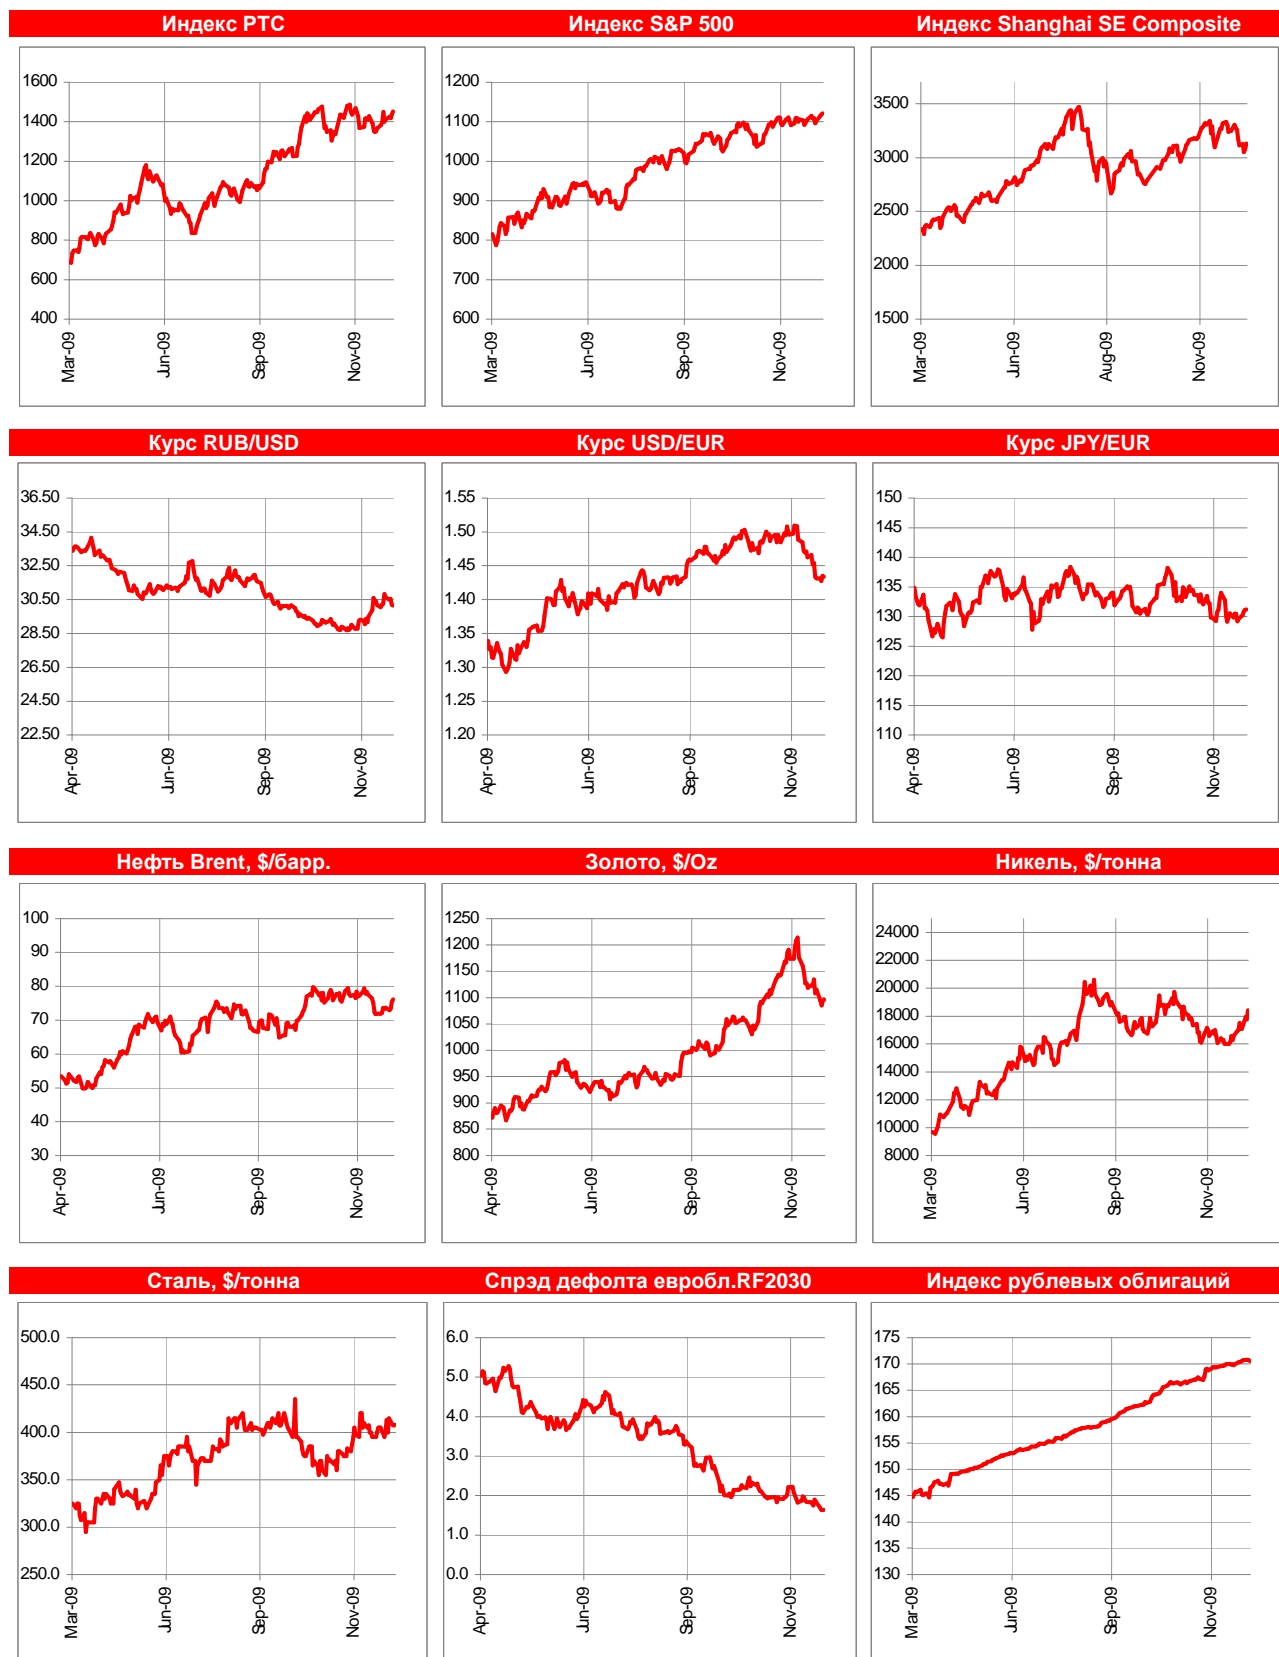 Индекс РТС
1600
1400
1200
1000
800
600
400
Mar-09
Jun-09
Sep-09
Nov-09
Индекс S&P 500
1200
1100
1000
900
800
700
600
Mar-09
Jun-09
Sep-09
Nov-09
Индекс Shanghai SE Composite
3500
3000
2500
2000
1500
Mar-09
Jun-09
Aug-09
Nov-09
Курс RUB/USD
36.50
34.50
32.50
30.50
28.50
26.50
24.50
22.50
Apr-09
Jun-09
Sep-09
Nov-09
Курс USD/EUR
1.55
1.50
1.45
1.40
1.35
1.30
1.25
1.20
Apr-09
Jun-09
Sep-09
Nov-09
Курс JPY/EUR
150
145
140
135
130
125
120
115
110
Apr-09
Jun-09
Sep-09
Nov-09
Нефть Brent, $/барр.
100
90
80
70
60
50
40
30
Apr-09
Jun-09
Sep-09
Nov-09
Золото, $/Oz
1250
1200
1150
1100
1050
1000
950
900
850
800
Apr-09
Jun-09
Sep-09
Nov-09
Никель, $/тонна
24000
22000
20000
18000
16000
14000
12000
10000
8000
Mar-09
Jun-09
Sep-09
Nov-09
Сталь, $/тонна
500.0
450.0
400.0
350.0
300.0
250.0
Mar-09
Jun-09
Sep-09
Nov-09
Спрэд дефолта евробл.RF2030
6.0
5.0
4.0
3.0
2.0
1.0
0.0
Apr-09
Jun-09
Sep-09
Nov-09
Индекс рублевых облигаций
175
170
165
160
155
150
145
140
135
130
Mar-09
Jun-09
Sep-09
Nov-09